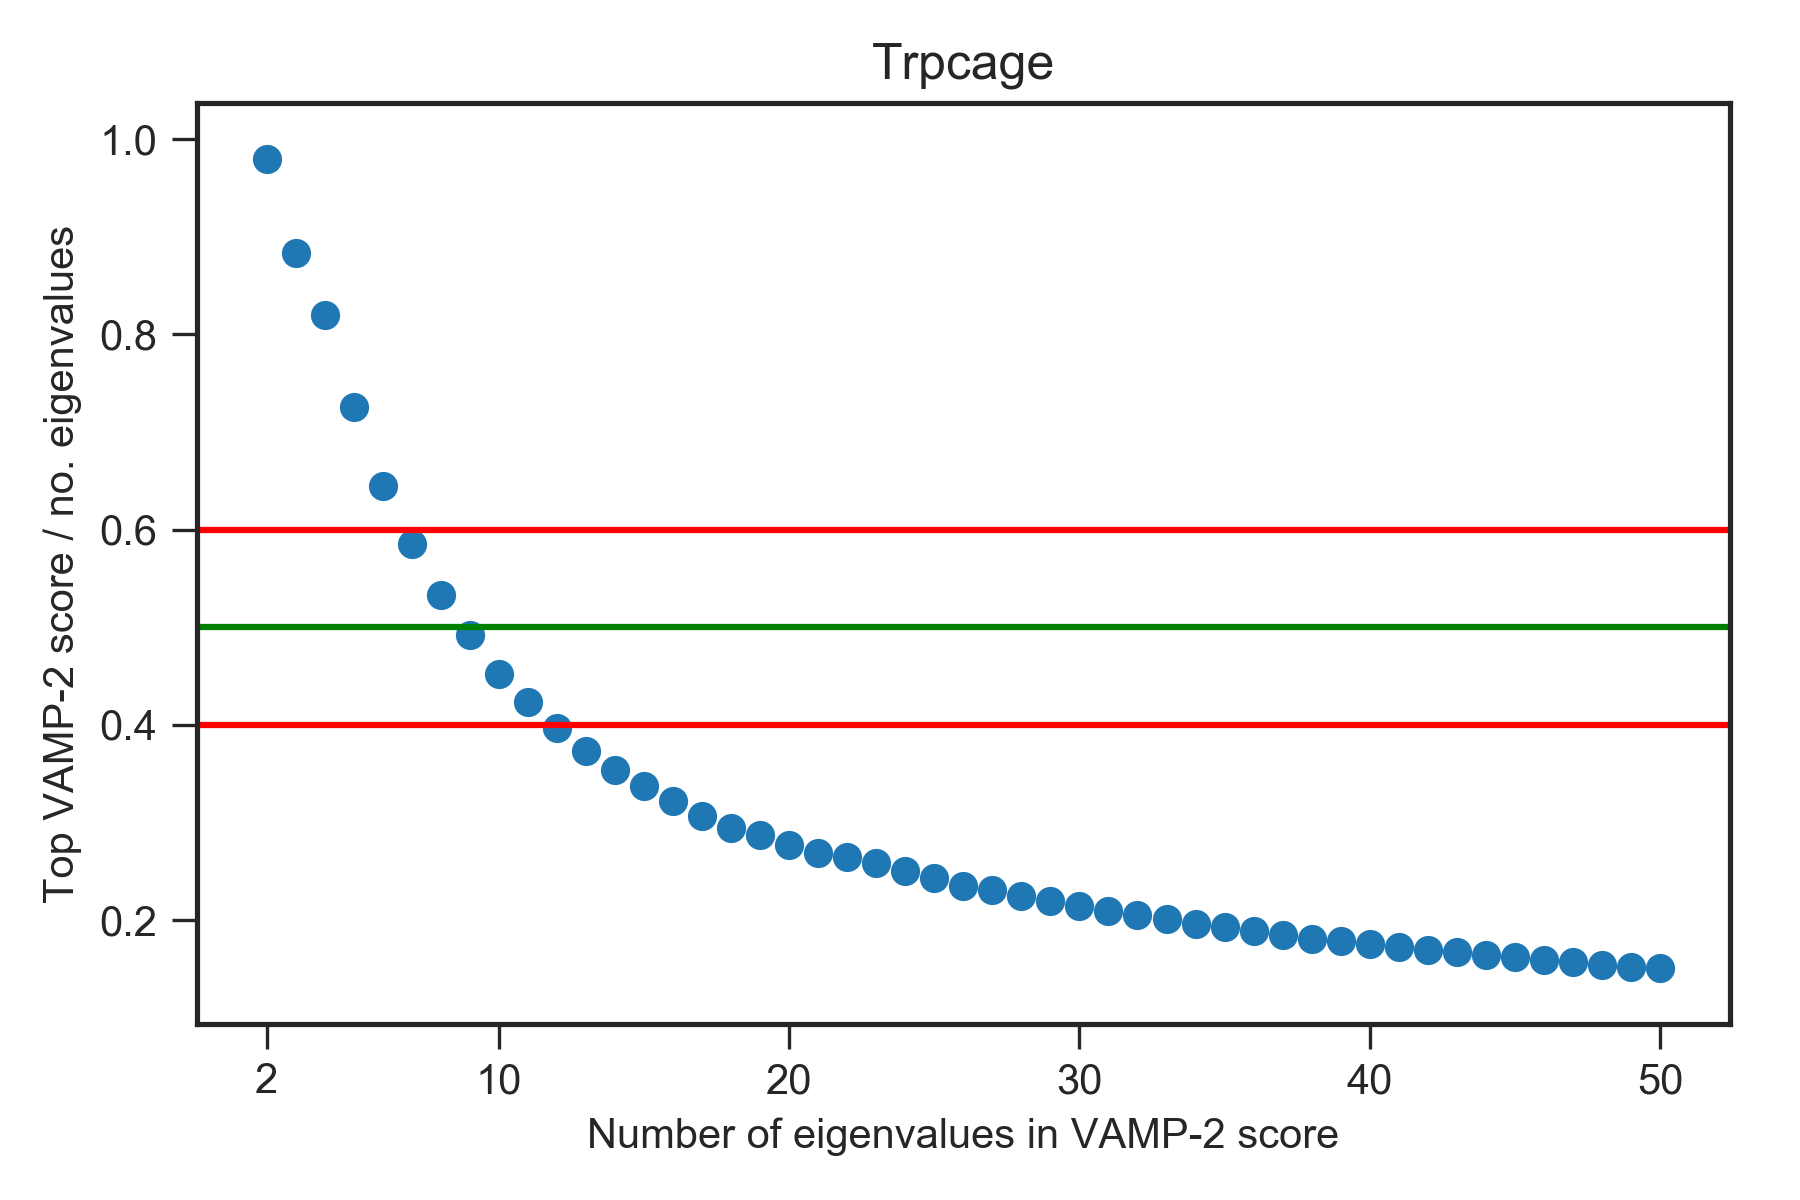 Trpcage
Top VAMP-2 score / no. eigenvalues
1.0
0.8
0.6
0.4
0.2
2 10 20 30 40 50
Number of eigenvalues in VAMP-2 score